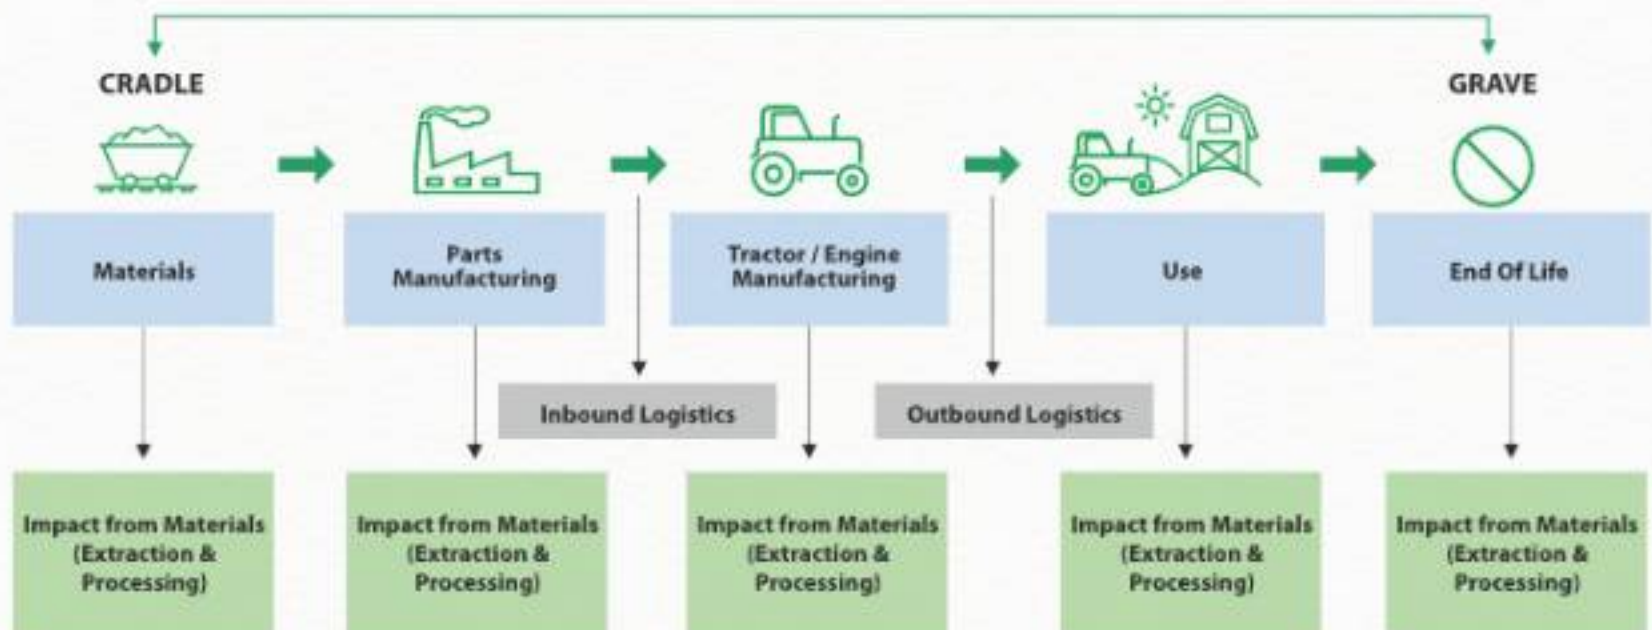 CRADLE
GRAVE
Materials
Parts
Manufacturing
Tractor / Engine
Manufacturing
Use
End Of Life
Inbound Logistics
Outbound Logistics
Impact from Materials
(Extraction &
Processing)
Impact from Materials
(Extraction &
Processing)
Impact from Materials
(Extraction &
Processing)
Impact from Materials
(Extraction &
Processing)
Impact from Materials
(Extraction &
Processing)